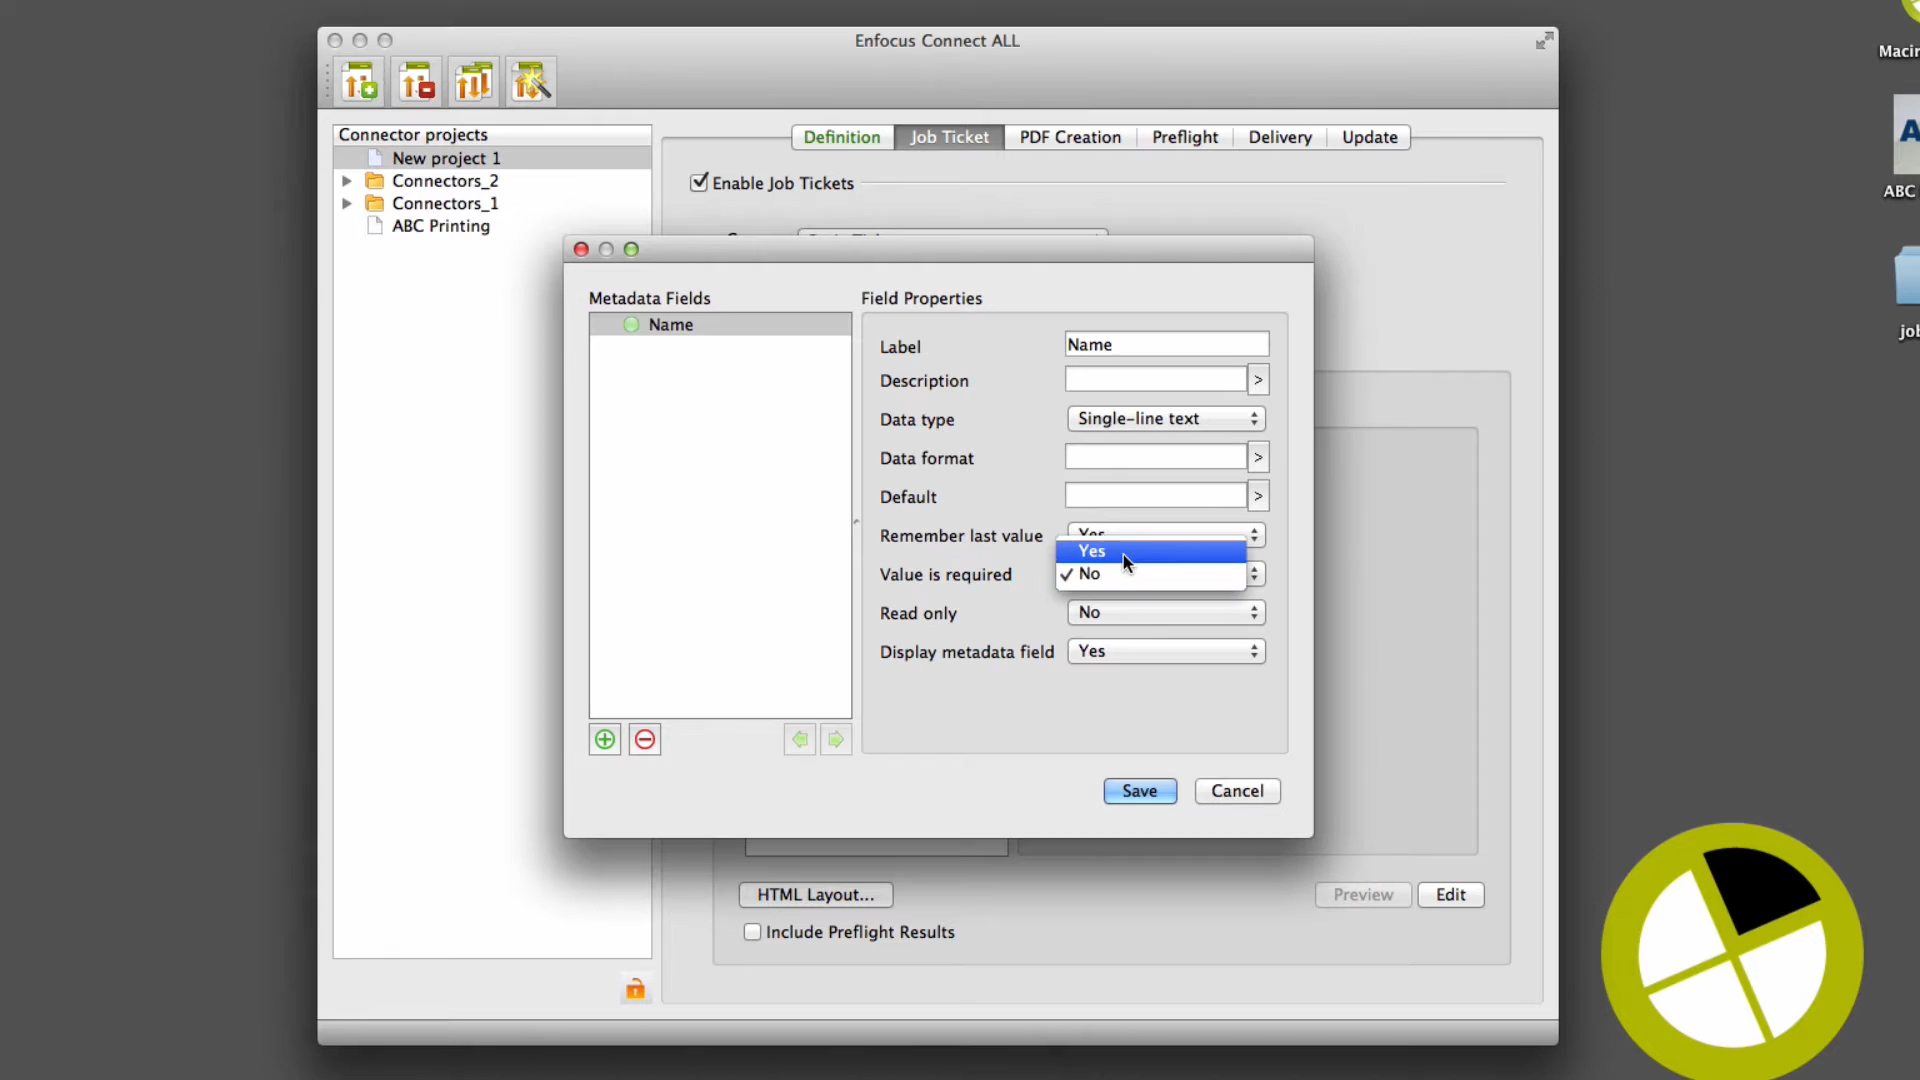 Enfocus Connect ALL
Macin
Connector projects
New project 1
Connectors_2
Connectors_1
ABC Printing
Definition
Job Ticket
PDF Creation
Preflight
Delivery
Update
Enable Job Tickets
A
ABC
job
Metadata Fields
Name
Field Properties
Label
Name
Description
>
Data type
Single-line text
Data format
>
Default
>
Remember last value
Yes
Value is required
Yes
No
Read only
No
Display metadata field
Yes
Save
Cancel
HTML Layout...
Preview
Edit
Include Preflight Results